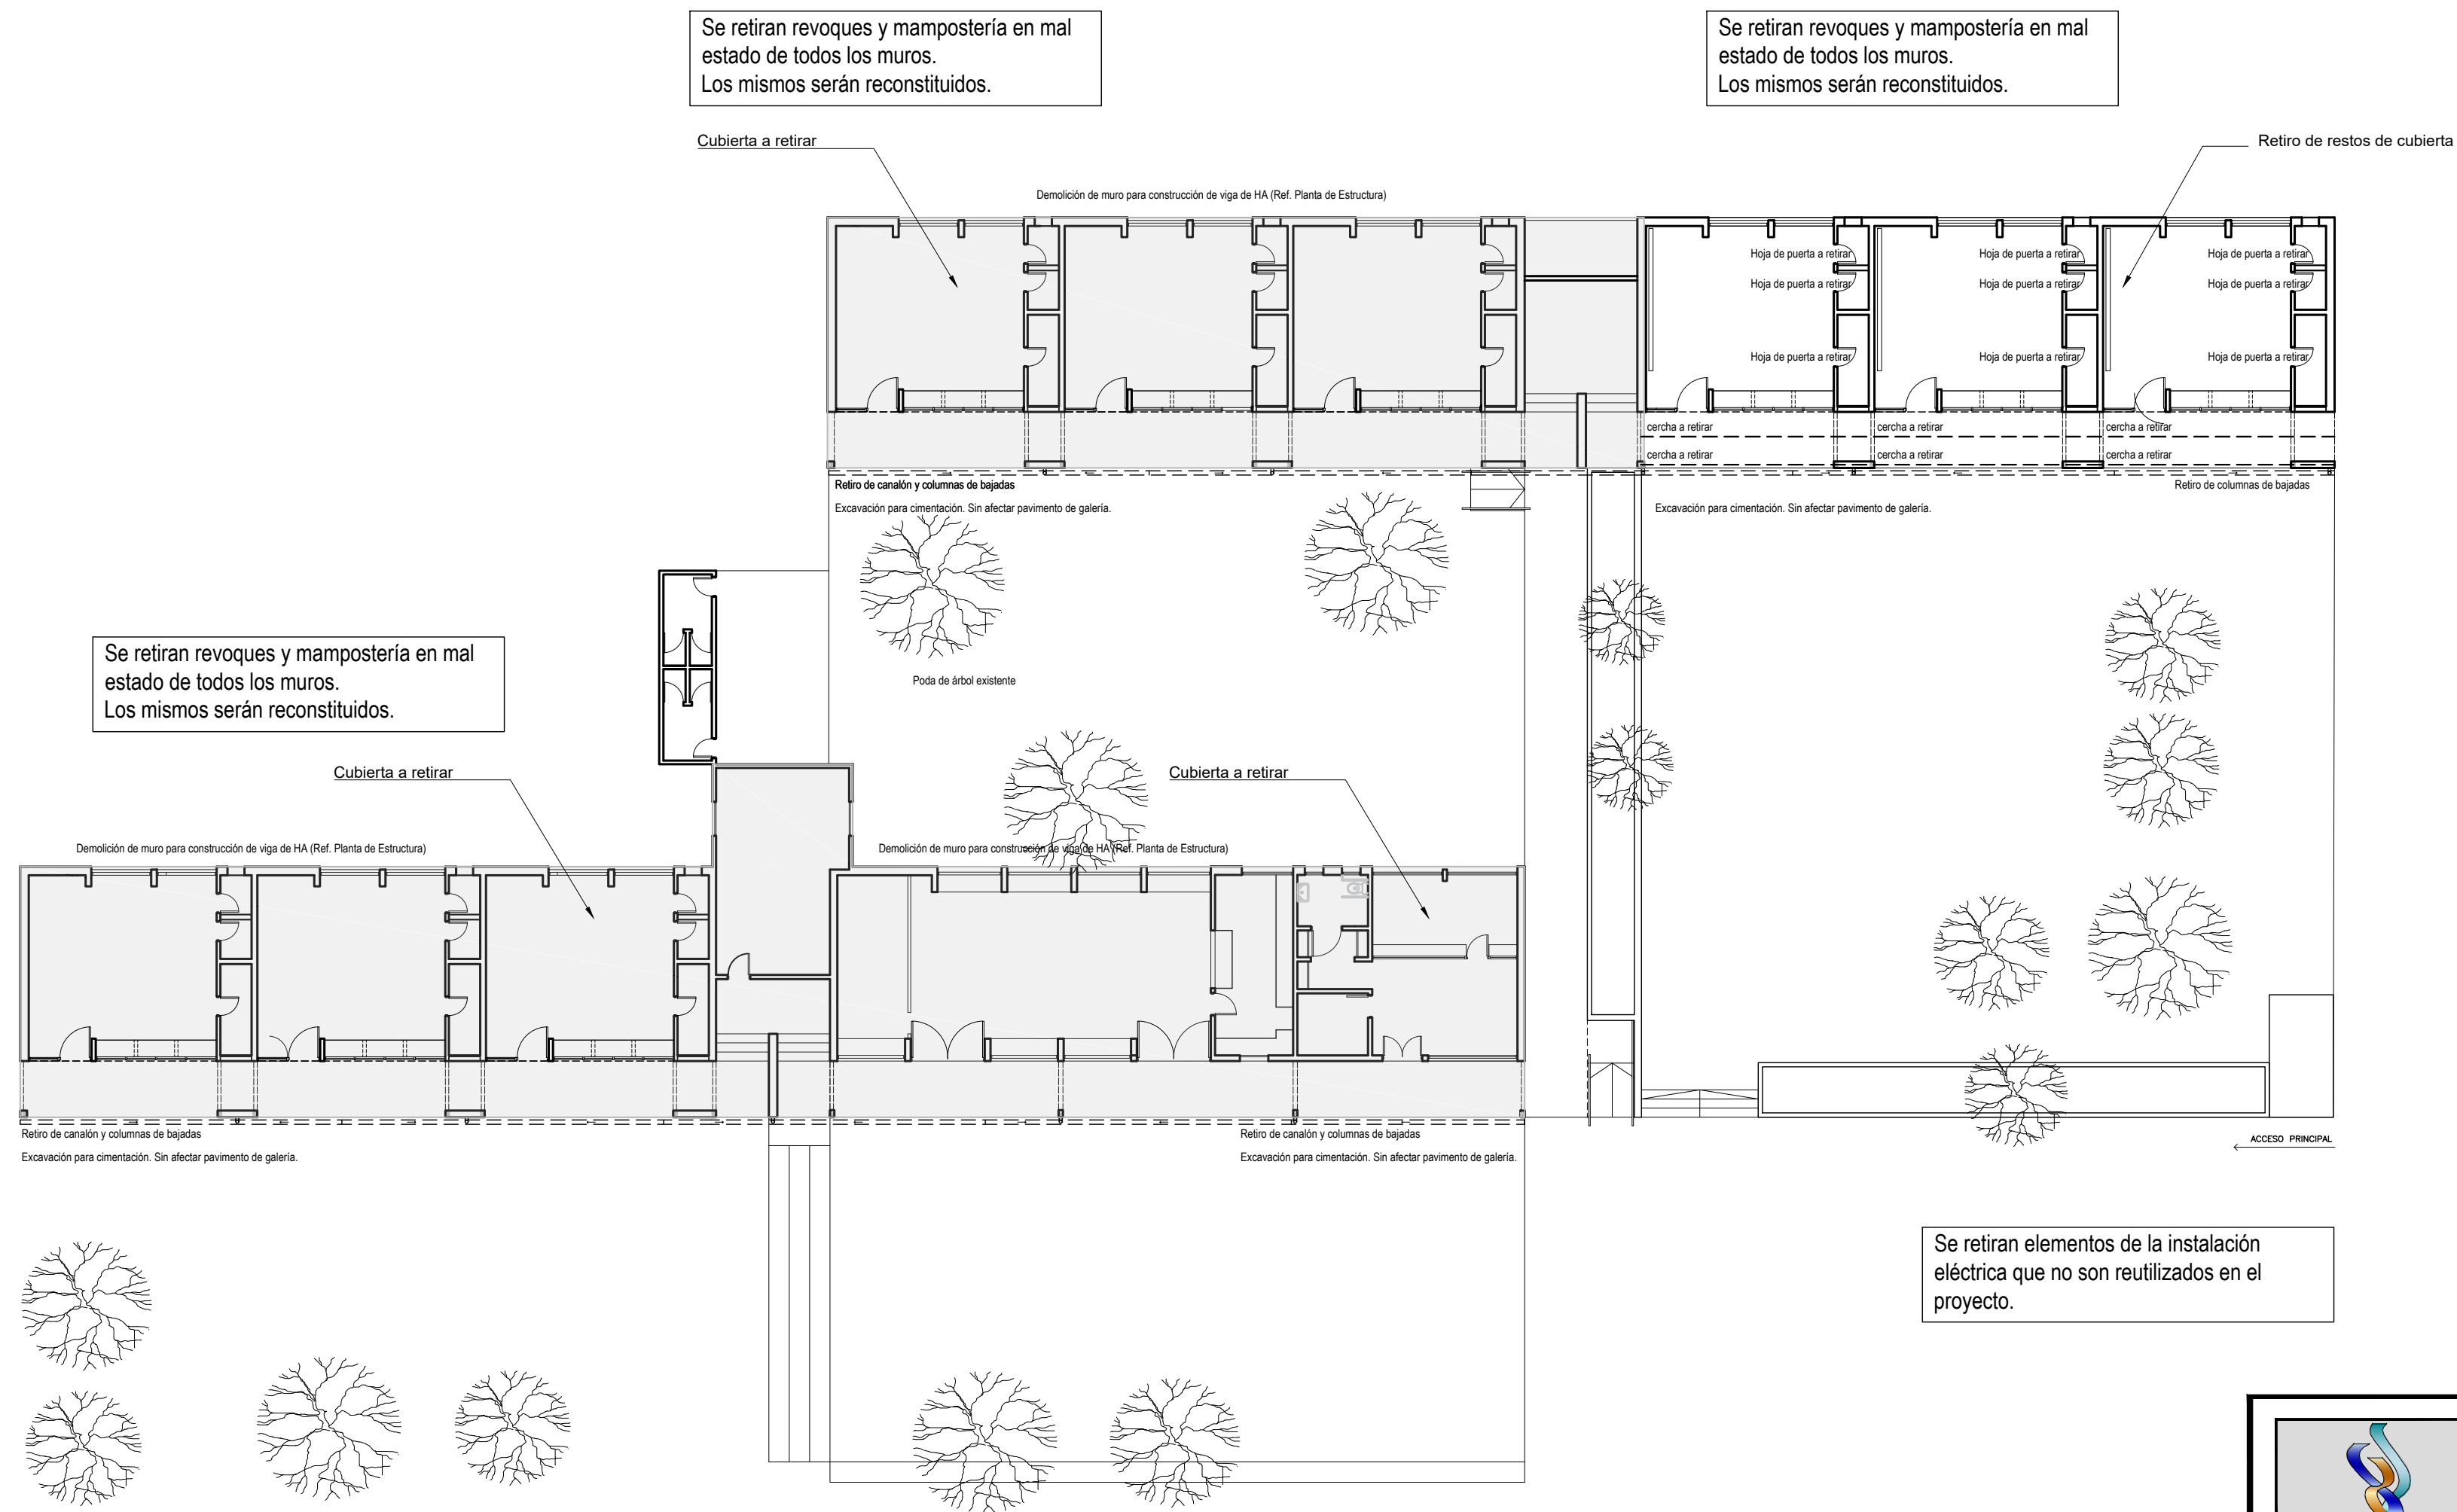 Se retiran revoques y mampostería en mal
estado de todos los muros.
Los mismos serán reconstituidos.
Se retiran revoques y mampostería en mal
estado de todos los muros.
Los mismos serán reconstituidos.
Cubierta a retirar
Retiro de restos de cubierta
Demolición de muro para construcción de viga de HA (Ref. Planta de Estructura)
Hoja de puerta a retirar
Hoja de puerta a retirar
Hoja de puerta a retirar
Hoja de puerta a retirar
Hoja de puerta a retirar
Hoja de puerta a retirar
Hoja de puerta a retirar
Hoja de puerta a retirar
Hoja de puerta a retirar
cercha a retirar
cercha a retirar
cercha a retirar
cercha a retirar
cercha a retirar
cercha a retirar
Retiro de canalón y columnas de bajadas
Retiro de columnas de bajadas
Excavación para cimentación. Sin afectar pavimento de galería.
Excavación para cimentación. Sin afectar pavimento de galería.
Se retiran revoques y mampostería en mal
estado de todos los muros.
Los mismos serán reconstituidos.
Poda de árbol existente
Cubierta a retirar
Cubierta a retirar
Demolición de muro para construcción de viga de HA (Ref. Planta de Estructura)
Demolición de muro para construcción de viga de HA (Ref. Planta de Estructura)
Retiro de canalón y columnas de bajadas
Retiro de canalón y columnas de bajadas
ACCESO PRINCIPAL
Excavación para cimentación. Sin afectar pavimento de galería.
Excavación para cimentación. Sin afectar pavimento de galería.
Se retiran elementos de la instalación
eléctrica que no son reutilizados en el
proyecto.